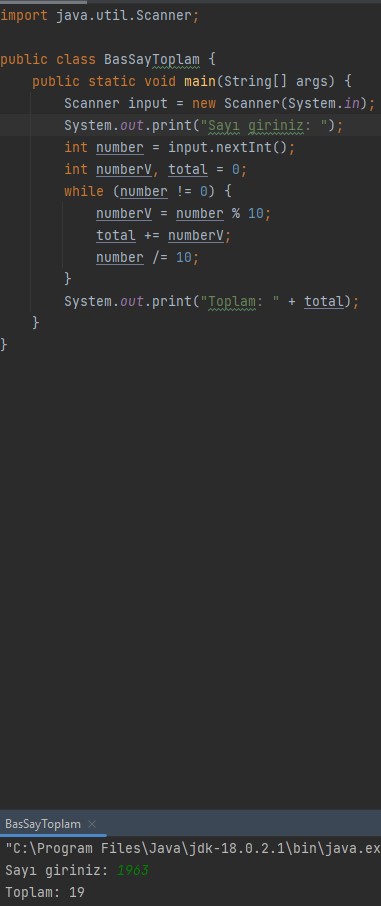 import java.util.Scanner;
public class BasSayToplam {
public static void main(String[] args) {
Scanner input = new Scanner(System.in);
System.out.print("Sayı giriniz: ");
int number = input.nextInt();
int numberV, total = 0;
while (number != 0) {
numberV = number % 10;
total += numberV;
number /= 10;
}
System.out.print("Toplam: " + total);
}
}
BasSayToplam ×
"C:\Program Files\Java\jdk-18.0.2.1\bin\java.ex
Sayı giriniz: 1963
Toplam: 19